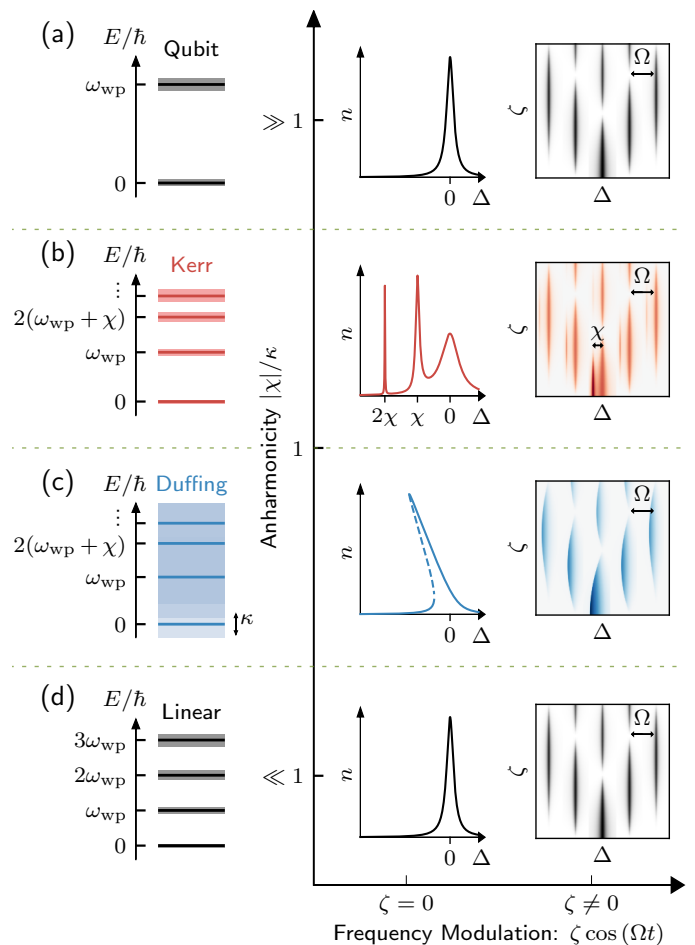 (a)
E/ħ
Qubit
ω_wp
0
≫ 1
n
0 Δ
Ω
ζ
Δ
(b)
E/ħ
Kerr
⋮
2(ω_wp + χ)
ω_wp
0
n
2χ χ 0 Δ
Ω
χ
ζ
Δ
Anharmonicity |χ|/κ
1
(c)
E/ħ
Duffing
⋮
2(ω_wp + χ)
ω_wp
0
κ
n
0 Δ
Ω
ζ
Δ
(d)
E/ħ
Linear
3ω_wp
2ω_wp
ω_wp
0
≪ 1
n
0 Δ
Ω
ζ
Δ
ζ = 0
ζ ≠ 0
Frequency Modulation: ζ cos (Ωt)